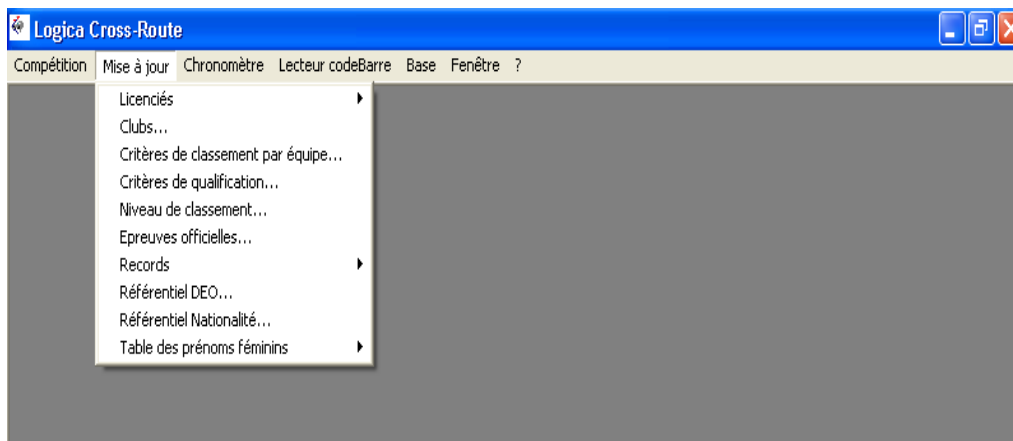 Logica Cross-Route
Compétition Mise à jour Chronomètre Lecteur codeBarre Base Fenêtre ?
Licenciés
Clubs...
Critères de classement par équipe...
Critères de qualification...
Niveau de classement...
Epreuves officielles...
Records
Référentiel DEO...
Référentiel Nationalité...
Table des prénoms féminins